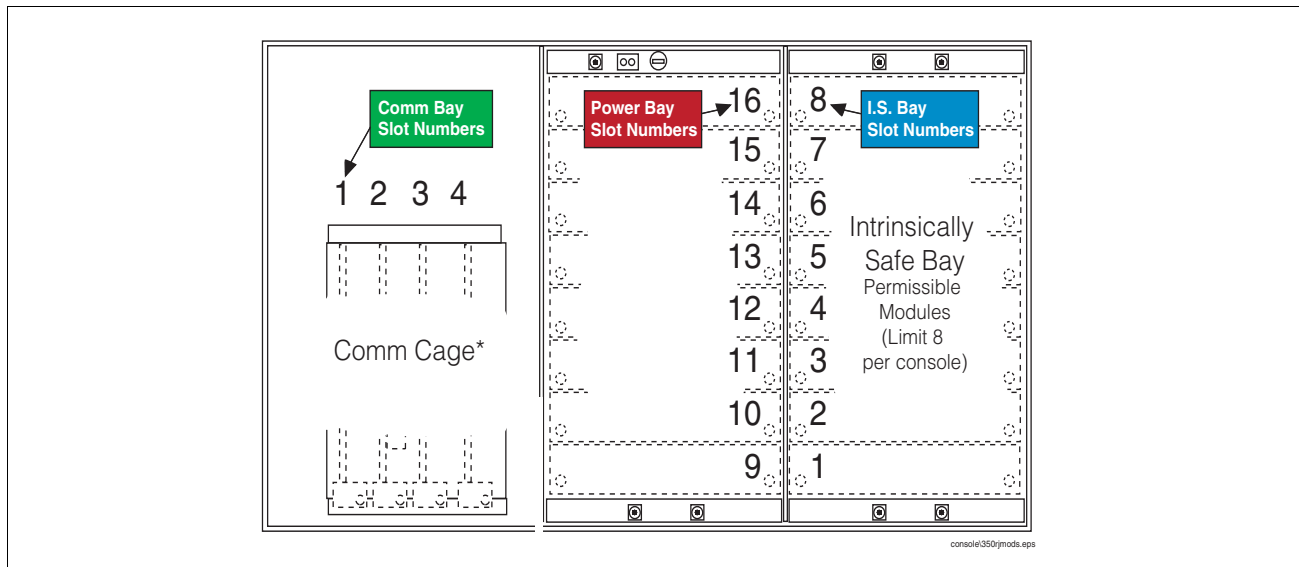 Comm Bay
Slot Numbers
Power Bay
Slot Numbers
I.S. Bay
Slot Numbers
1 2 3 4
Comm Cage*
16
15
14
13
12
11
10
9
8
7
6
5
4
3
2
1
Intrinsically
Safe Bay
Permissible
Modules
(Limit 8
per console)
console\350rjmods.eps